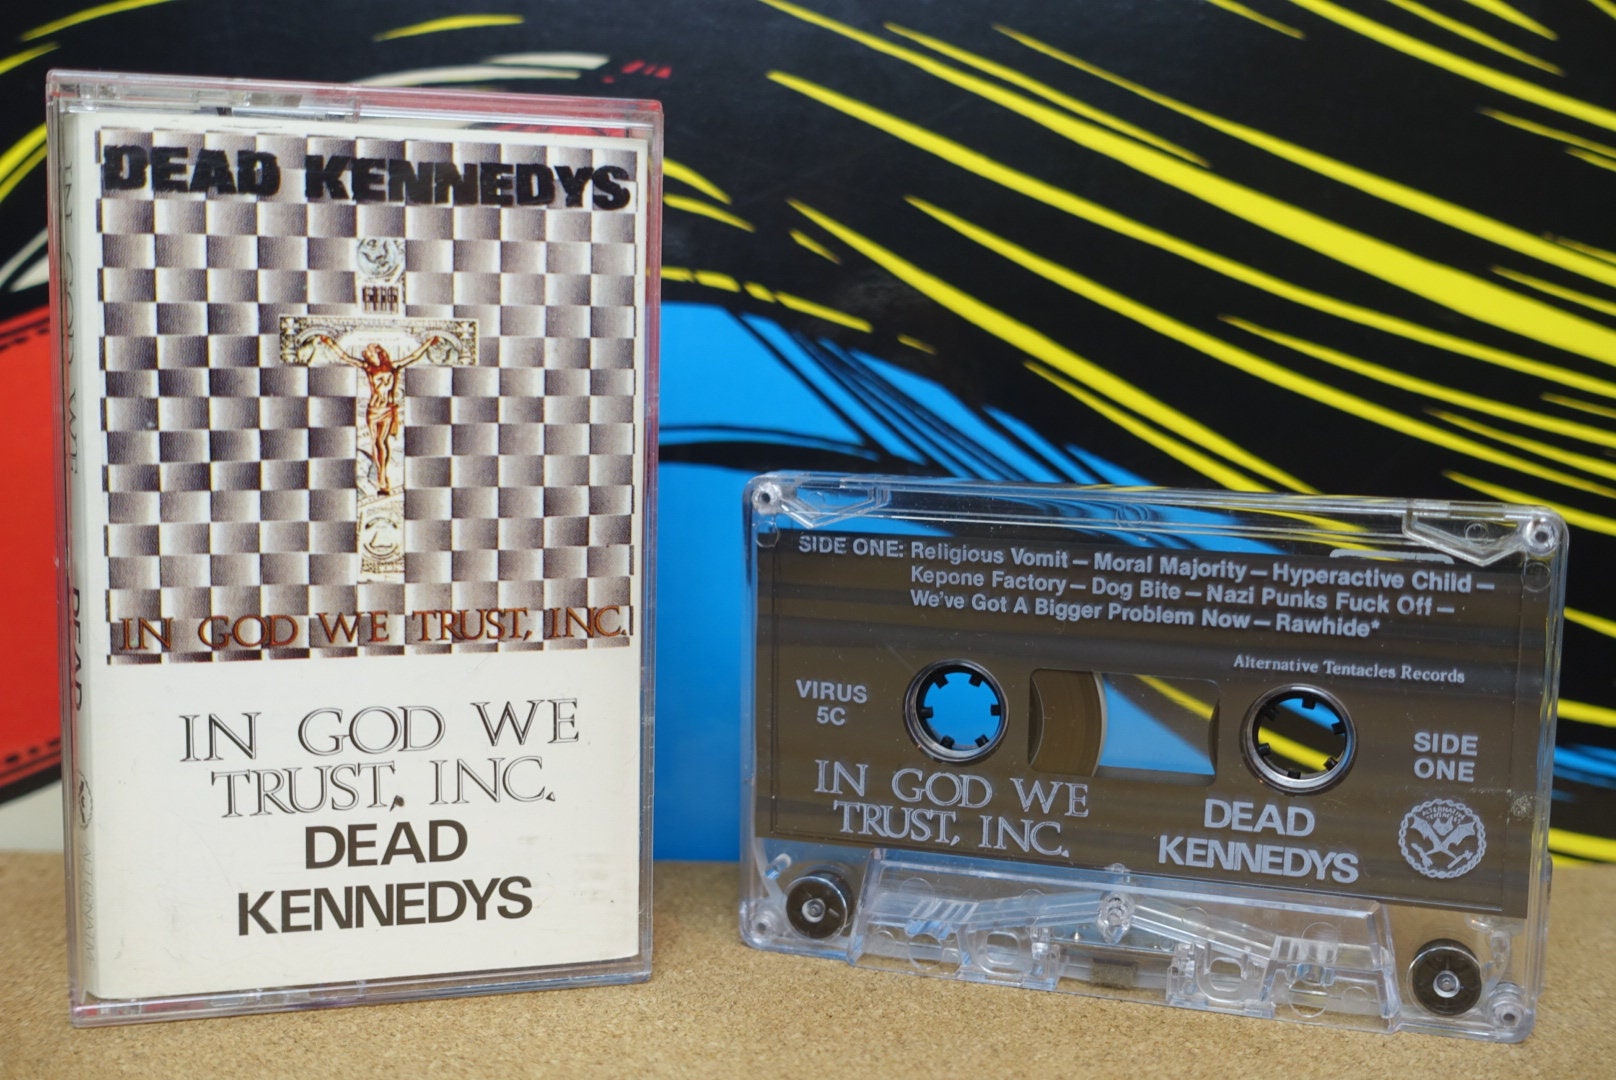 DEAD KENNEDYS
IN GOD WE TRUST, INC.
IN GOD WE
TRUST, INC.
DEAD
KENNEDYS
IN GOD WE
DEAD
SIDE ONE: Religious Vomit – Moral Majority – Hyperactive Child –
Kepone Factory – Dog Bite – Nazi Punks Fuck Off –
We've Got A Bigger Problem Now – Rawhide*
Alternative Tentacles Records
VIRUS
5C
SIDE
ONE
IN GOD WE
TRUST, INC.
DEAD
KENNEDYS
ALTERNATIVE
TENTACLES